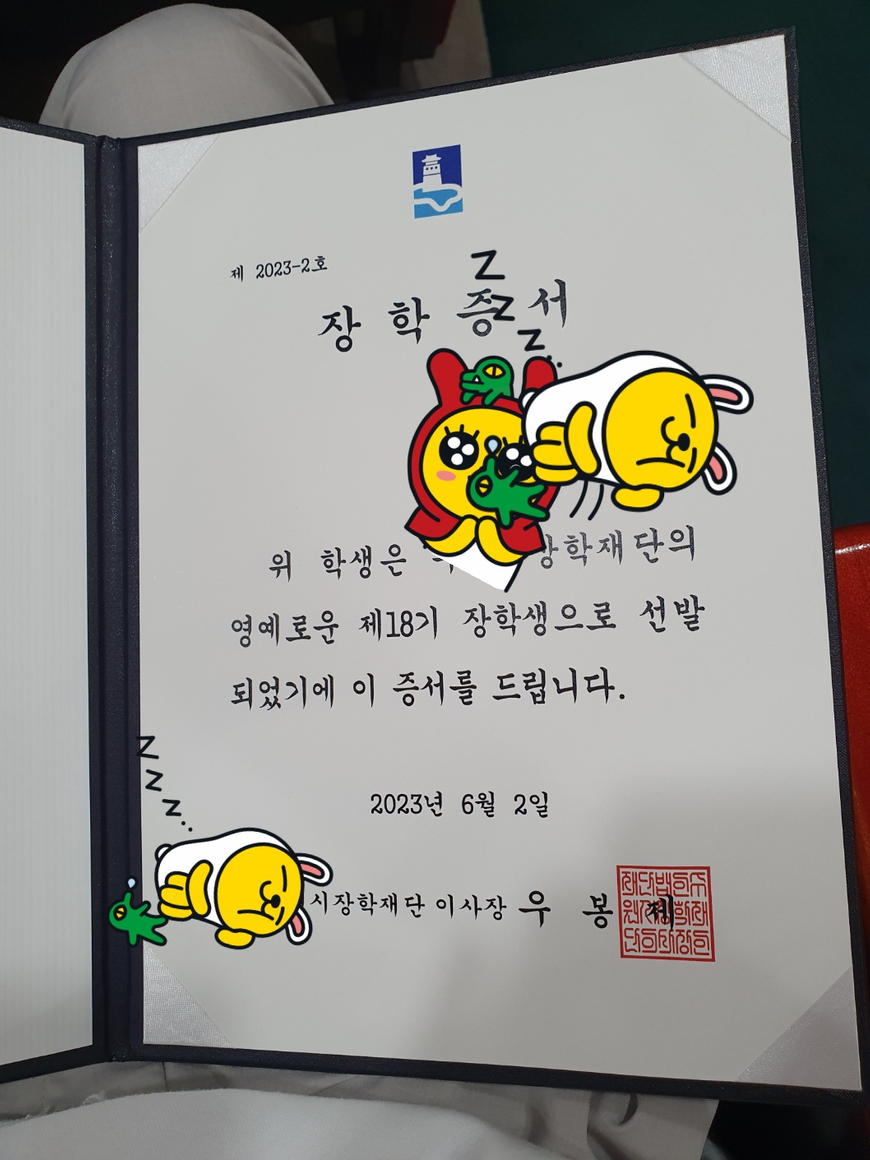 제 2023-2호
Z
Z
Z
장 학 증 서
위 학생은 장학재단의
영예로운 제18기 장학생으로 선발
되었기에 이 증서를 드립니다.
Z
Z
Z
2023년 6월 2일
시장학재단 이사장 우 봉 제